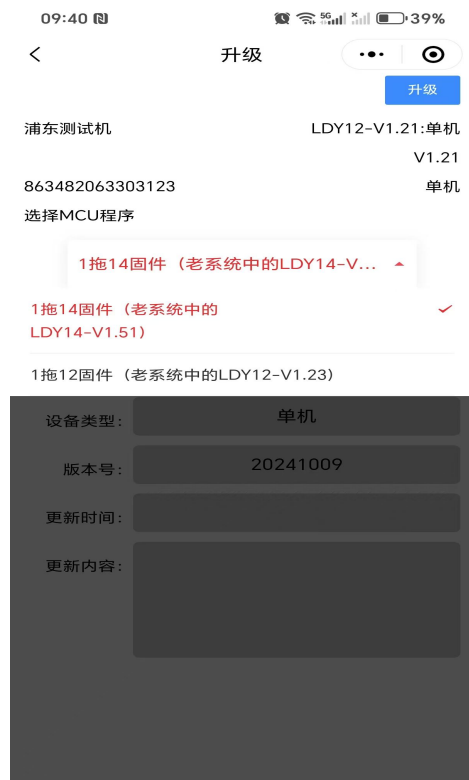 09:40 5G 39%
升级
升级
浦东测试机 LDY12-V1.21:单机
V1.21
863482063303123 单机
选择MCU程序
1拖14固件（老系统中的LDY14-V...
1拖14固件（老系统中的
LDY14-V1.51）
1拖12固件（老系统中的LDY12-V1.23）
设备类型: 单机
版本号: 20241009
更新时间:
更新内容: